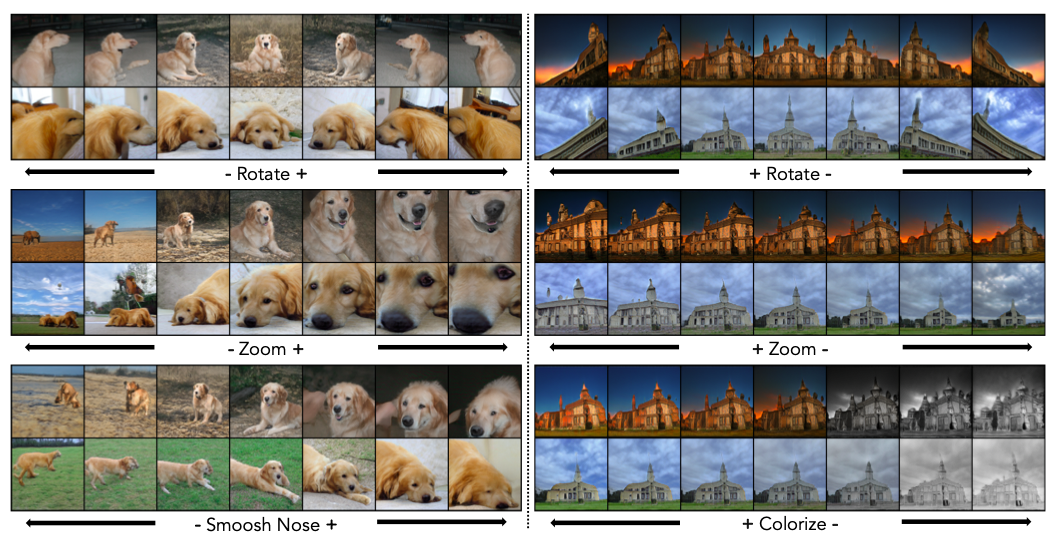 - Rotate +
+ Rotate -
- Zoom +
+ Zoom -
- Smoosh Nose +
+ Colorize -